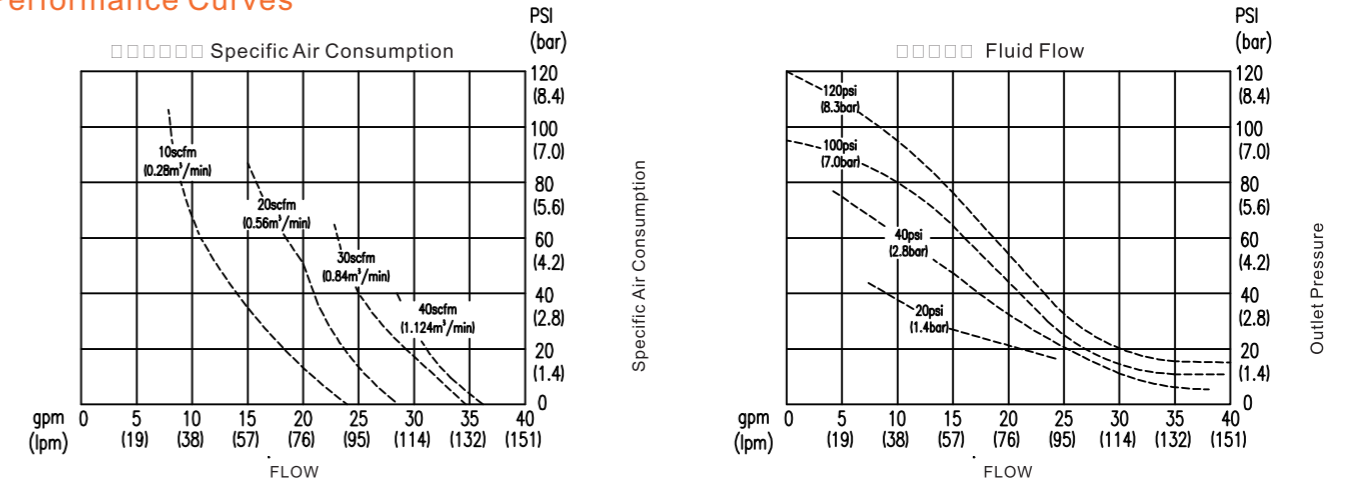 Performance Curves
PSI
(bar)
Specific Air Consumption
120
(8.4)
100
(7.0)
80
(5.6)
60
(4.2)
40
(2.8)
20
(1.4)
0
10scfm
(0.28m³/min)
20scfm
(0.56m³/min)
30scfm
(0.84m³/min)
40scfm
(1.124m³/min)
gpm 0 5 10 15 20 25 30 35 40
(lpm) (19) (38) (57) (76) (95) (114) (132) (151)
FLOW
Specific Air Consumption
PSI
(bar)
Fluid Flow
120
(8.4)
100
(7.0)
80
(5.6)
60
(4.2)
40
(2.8)
20
(1.4)
0
120psi
(8.3bar)
100psi
(7.0bar)
40psi
(2.8bar)
20psi
(1.4bar)
gpm 0 5 10 15 20 25 30 35 40
(lpm) (19) (38) (57) (76) (95) (114) (132) (151)
FLOW
Outlet Pressure